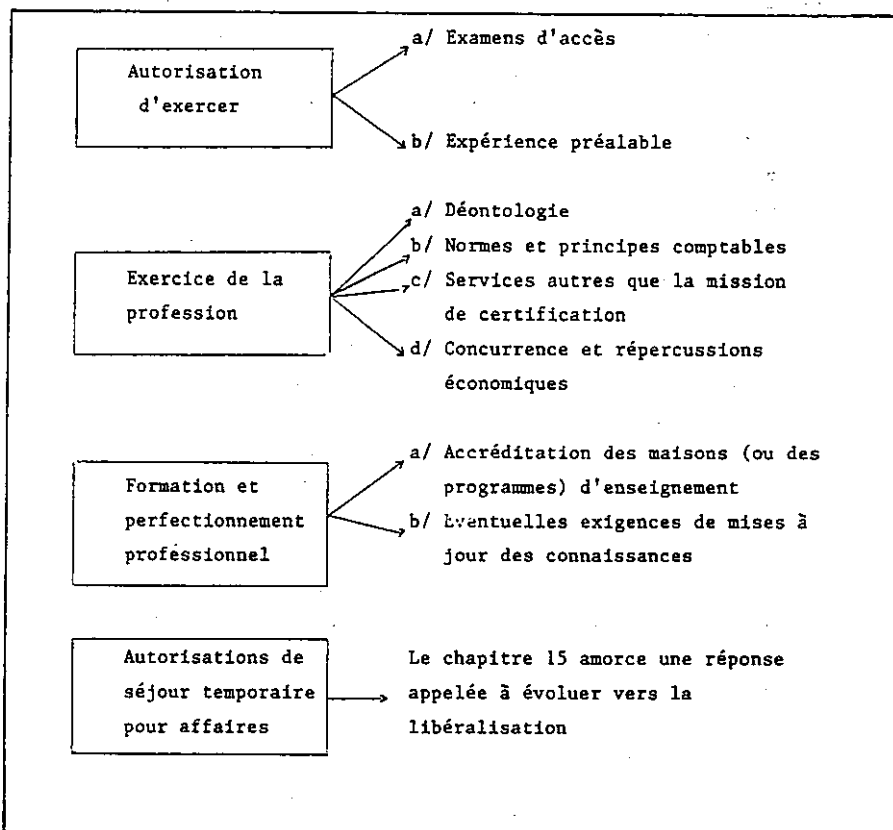 Autorisation
d'exercer
a/ Examens d'accès
b/ Expérience préalable
Exercice de la
profession
a/ Déontologie
b/ Normes et principes comptables
c/ Services autres que la mission
de certification
d/ Concurrence et répercussions
économiques
Formation et
perfectionnement
professionnel
a/ Accréditation des maisons (ou des
programmes) d'enseignement
b/ Eventuelles exigences de mises à
jour des connaissances
Autorisations de
séjour temporaire
pour affaires
Le chapitre 15 amorce une réponse
appelée à évoluer vers la
libéralisation